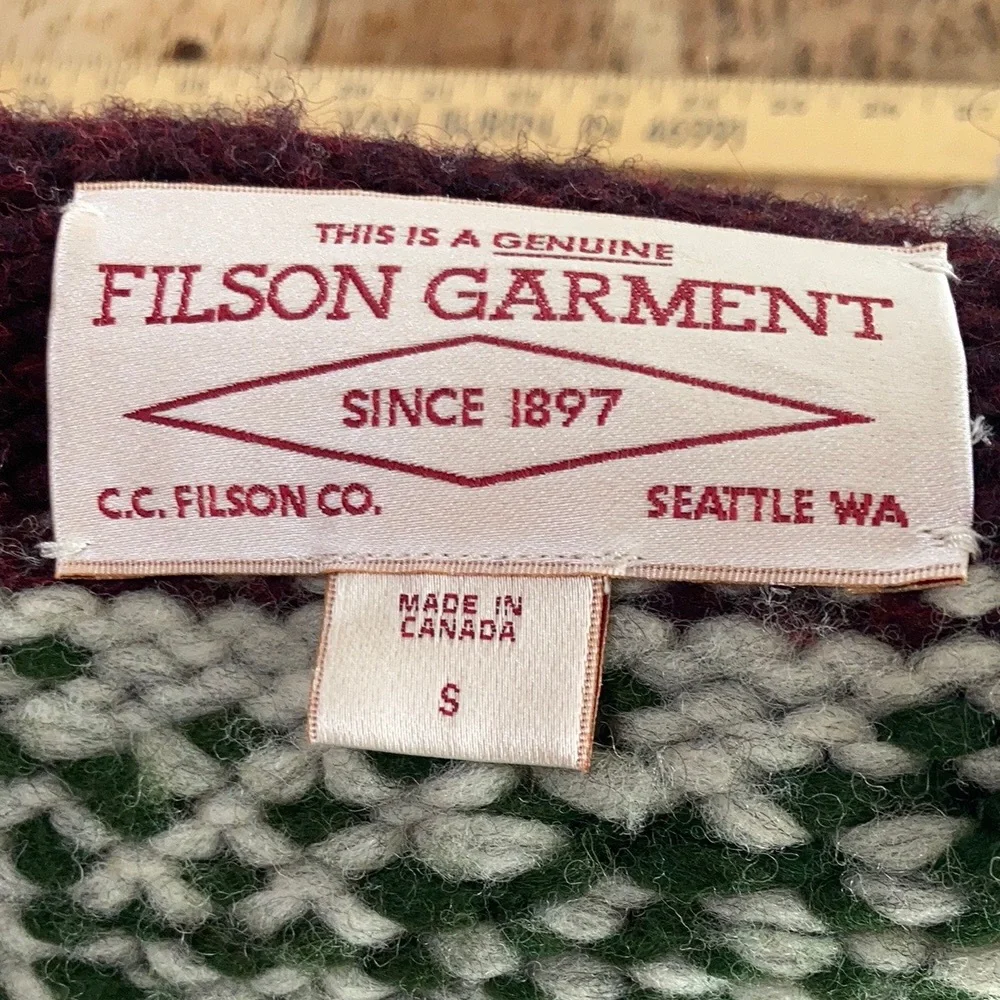 THIS IS A GENUINE
FILSON GARMENT
SINCE 1897
C.C. FILSON CO. SEATTLE WA
MADE IN
CANADA
S